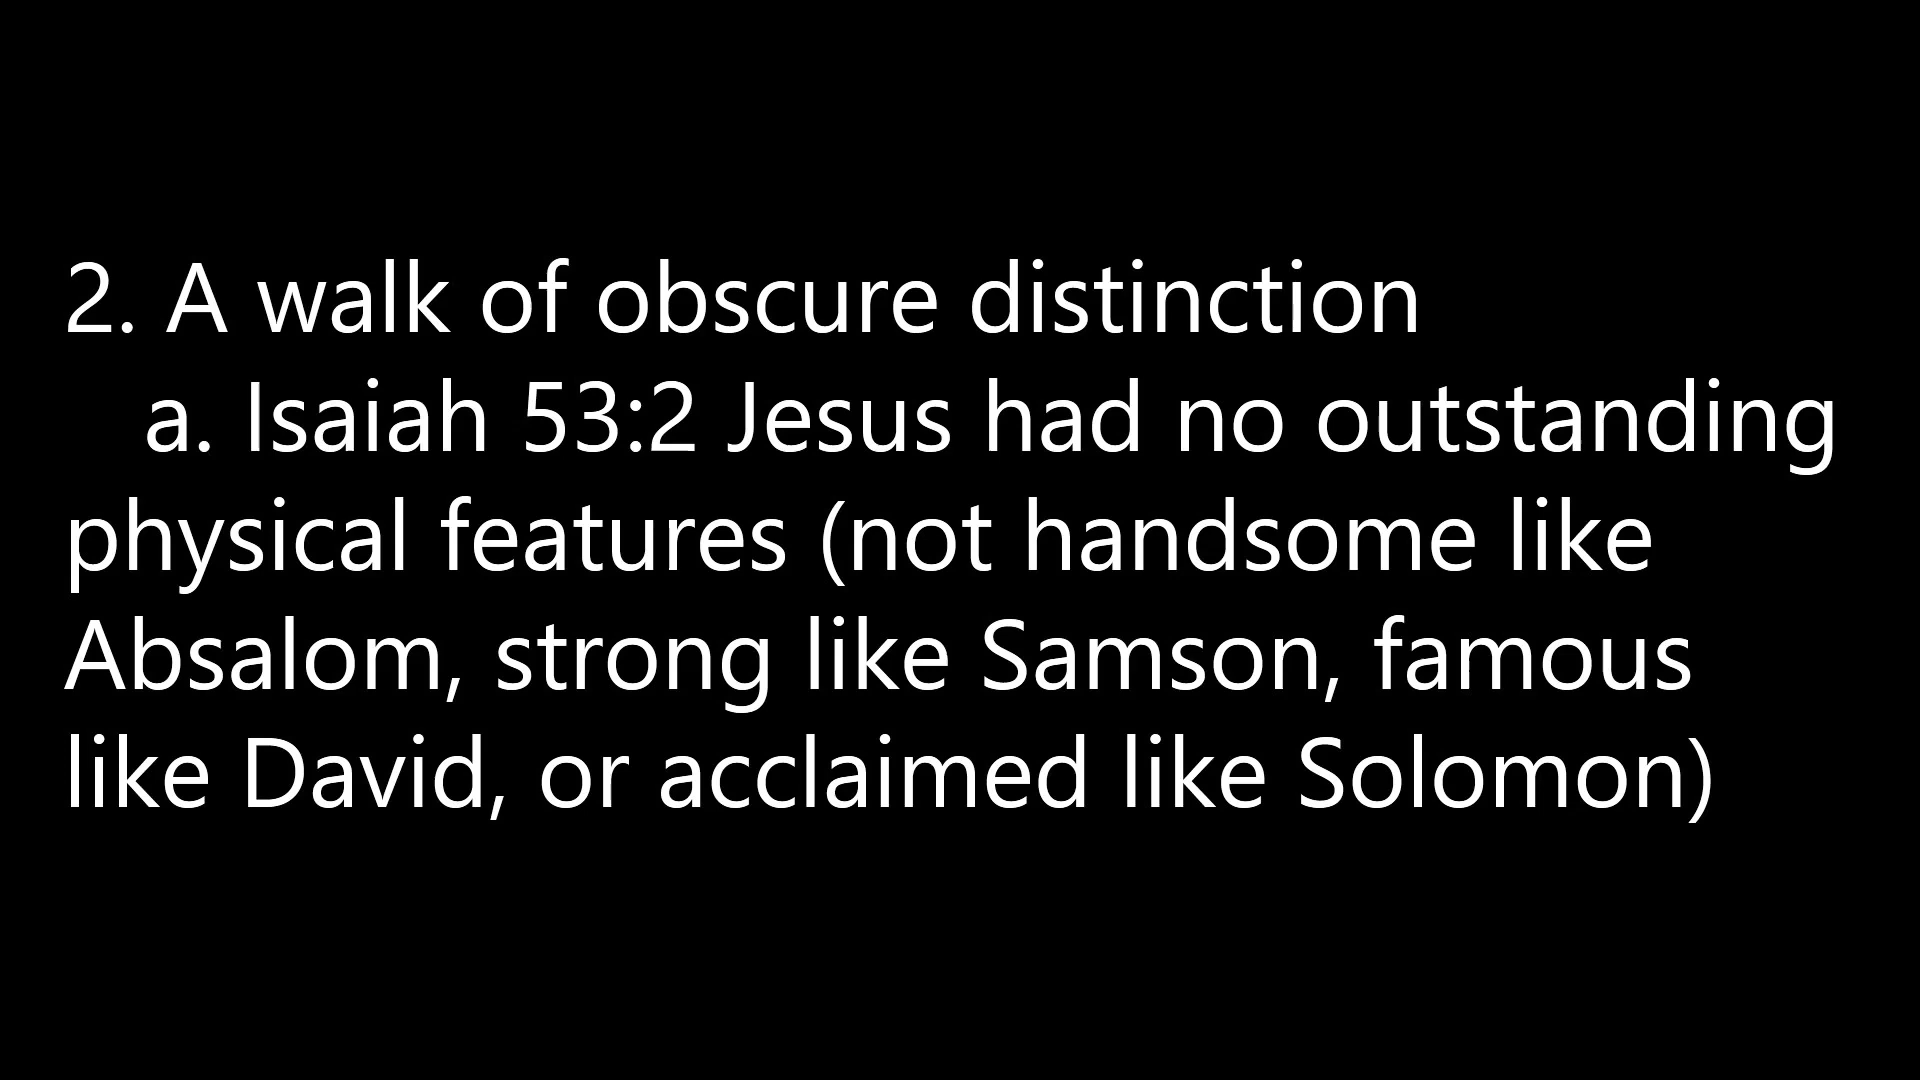 2. A walk of obscure distinction
a. Isaiah 53:2 Jesus had no outstanding
physical features (not handsome like
Absalom, strong like Samson, famous
like David, or acclaimed like Solomon)